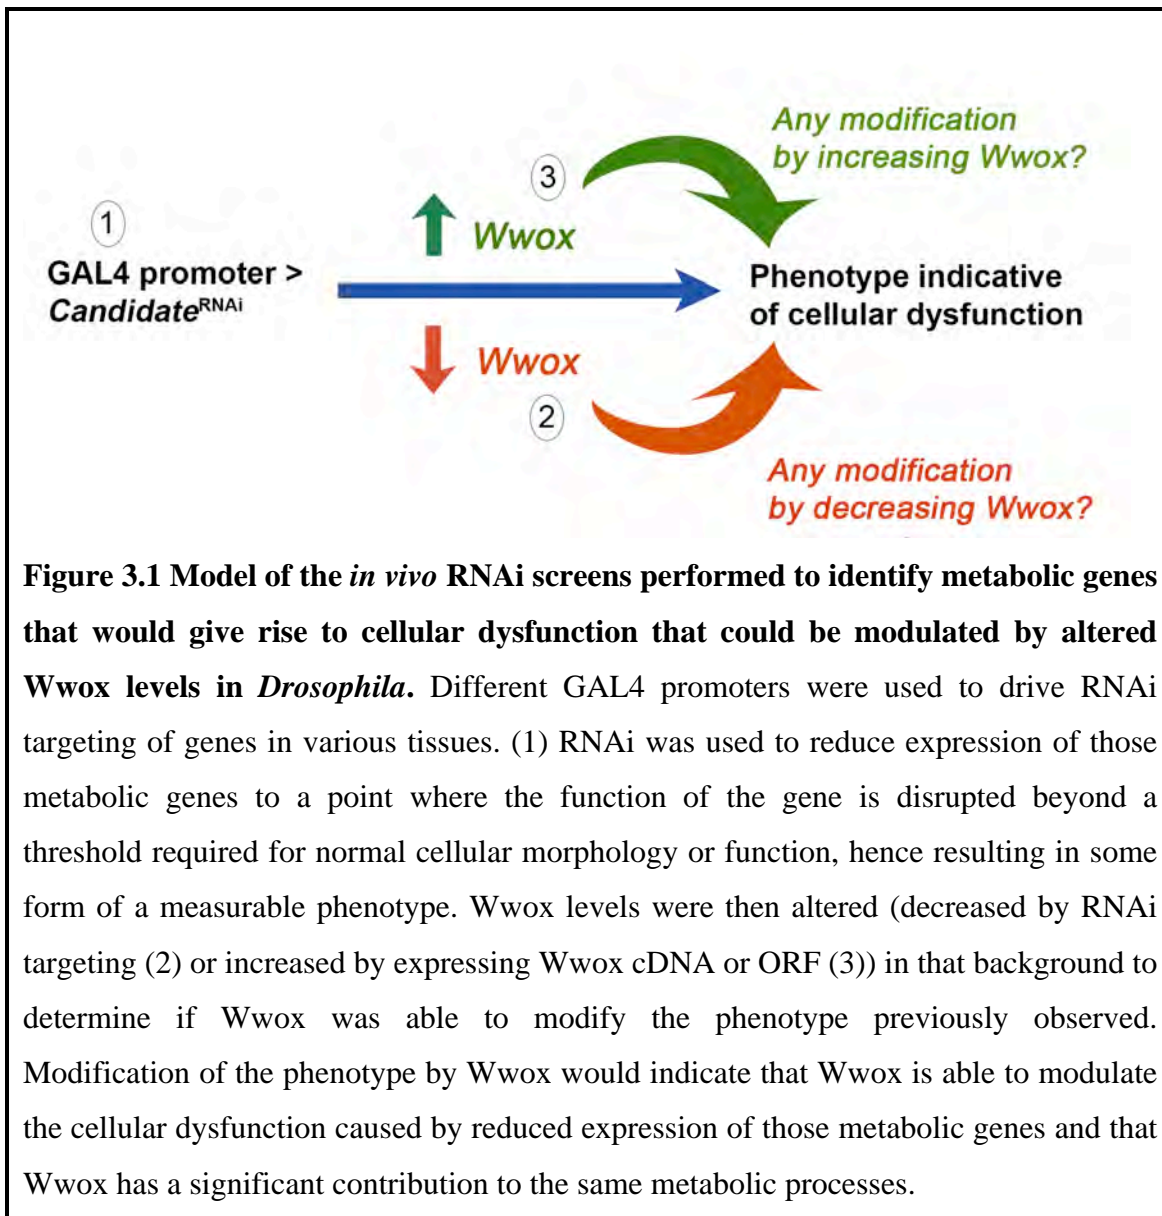 Any modification
by increasing Wwox?
3
1
Wwox
GAL4 promoter >
Candidate^RNAi
Phenotype indicative
of cellular dysfunction
Wwox
2
Any modification
by decreasing Wwox?
Figure 3.1 Model of the in vivo RNAi screens performed to identify metabolic genes
that would give rise to cellular dysfunction that could be modulated by altered
Wwox levels in Drosophila. Different GAL4 promoters were used to drive RNAi
targeting of genes in various tissues. (1) RNAi was used to reduce expression of those
metabolic genes to a point where the function of the gene is disrupted beyond a
threshold required for normal cellular morphology or function, hence resulting in some
form of a measurable phenotype. Wwox levels were then altered (decreased by RNAi
targeting (2) or increased by expressing Wwox cDNA or ORF (3)) in that background to
determine if Wwox was able to modify the phenotype previously observed.
Modification of the phenotype by Wwox would indicate that Wwox is able to modulate
the cellular dysfunction caused by reduced expression of those metabolic genes and that
Wwox has a significant contribution to the same metabolic processes.